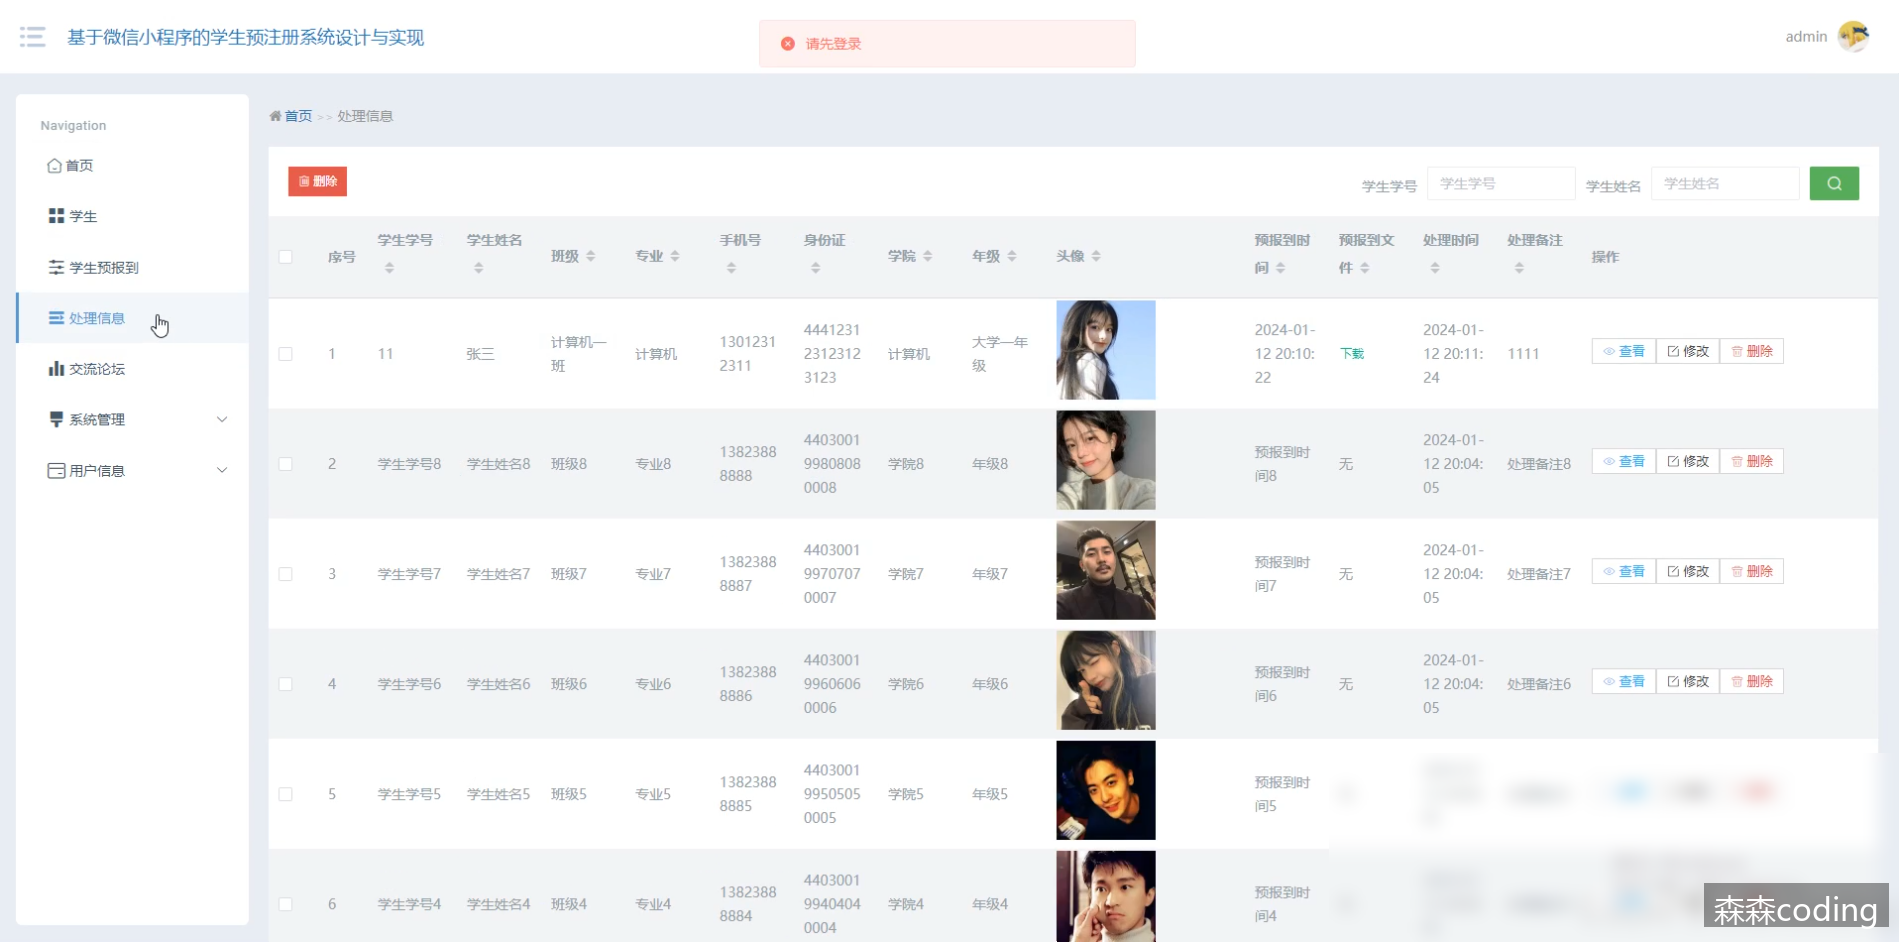 基于微信小程序的学生预注册系统设计与实现
请先登录
admin
Navigation
首页
学生
学生预报到
处理信息
交流论坛
系统管理
用户信息
首页 >> 处理信息
删除
学生学号 学生学号 学生姓名 学生姓名
序号 学生学号 学生姓名 班级 专业 手机号 身份证 学院 年级 头像 预报到时间 预报到文件 处理时间 处理备注 操作
1 11 张三 计算机一班 计算机 13012312311 444123123123123123 计算机 大学一年级 2024-01-12 20:10:22 下载 2024-01-12 20:11:24 1111 查看 修改 删除
2 学生学号8 学生姓名8 班级8 专业8 13823888888 440300199808080008 学院8 年级8 预报到时间8 无 2024-01-12 20:04:05 处理备注8 查看 修改 删除
3 学生学号7 学生姓名7 班级7 专业7 13823888887 440300199707070007 学院7 年级7 预报到时间7 无 2024-01-12 20:04:05 处理备注7 查看 修改 删除
4 学生学号6 学生姓名6 班级6 专业6 13823888886 440300199606060006 学院6 年级6 预报到时间6 无 2024-01-12 20:04:05 处理备注6 查看 修改 删除
5 学生学号5 学生姓名5 班级5 专业5 13823888885 440300199505050005 学院5 年级5 预报到时间5
6 学生学号4 学生姓名4 班级4 专业4 13823888884 440300199404040004 学院4 年级4 预报到时间4
森森coding